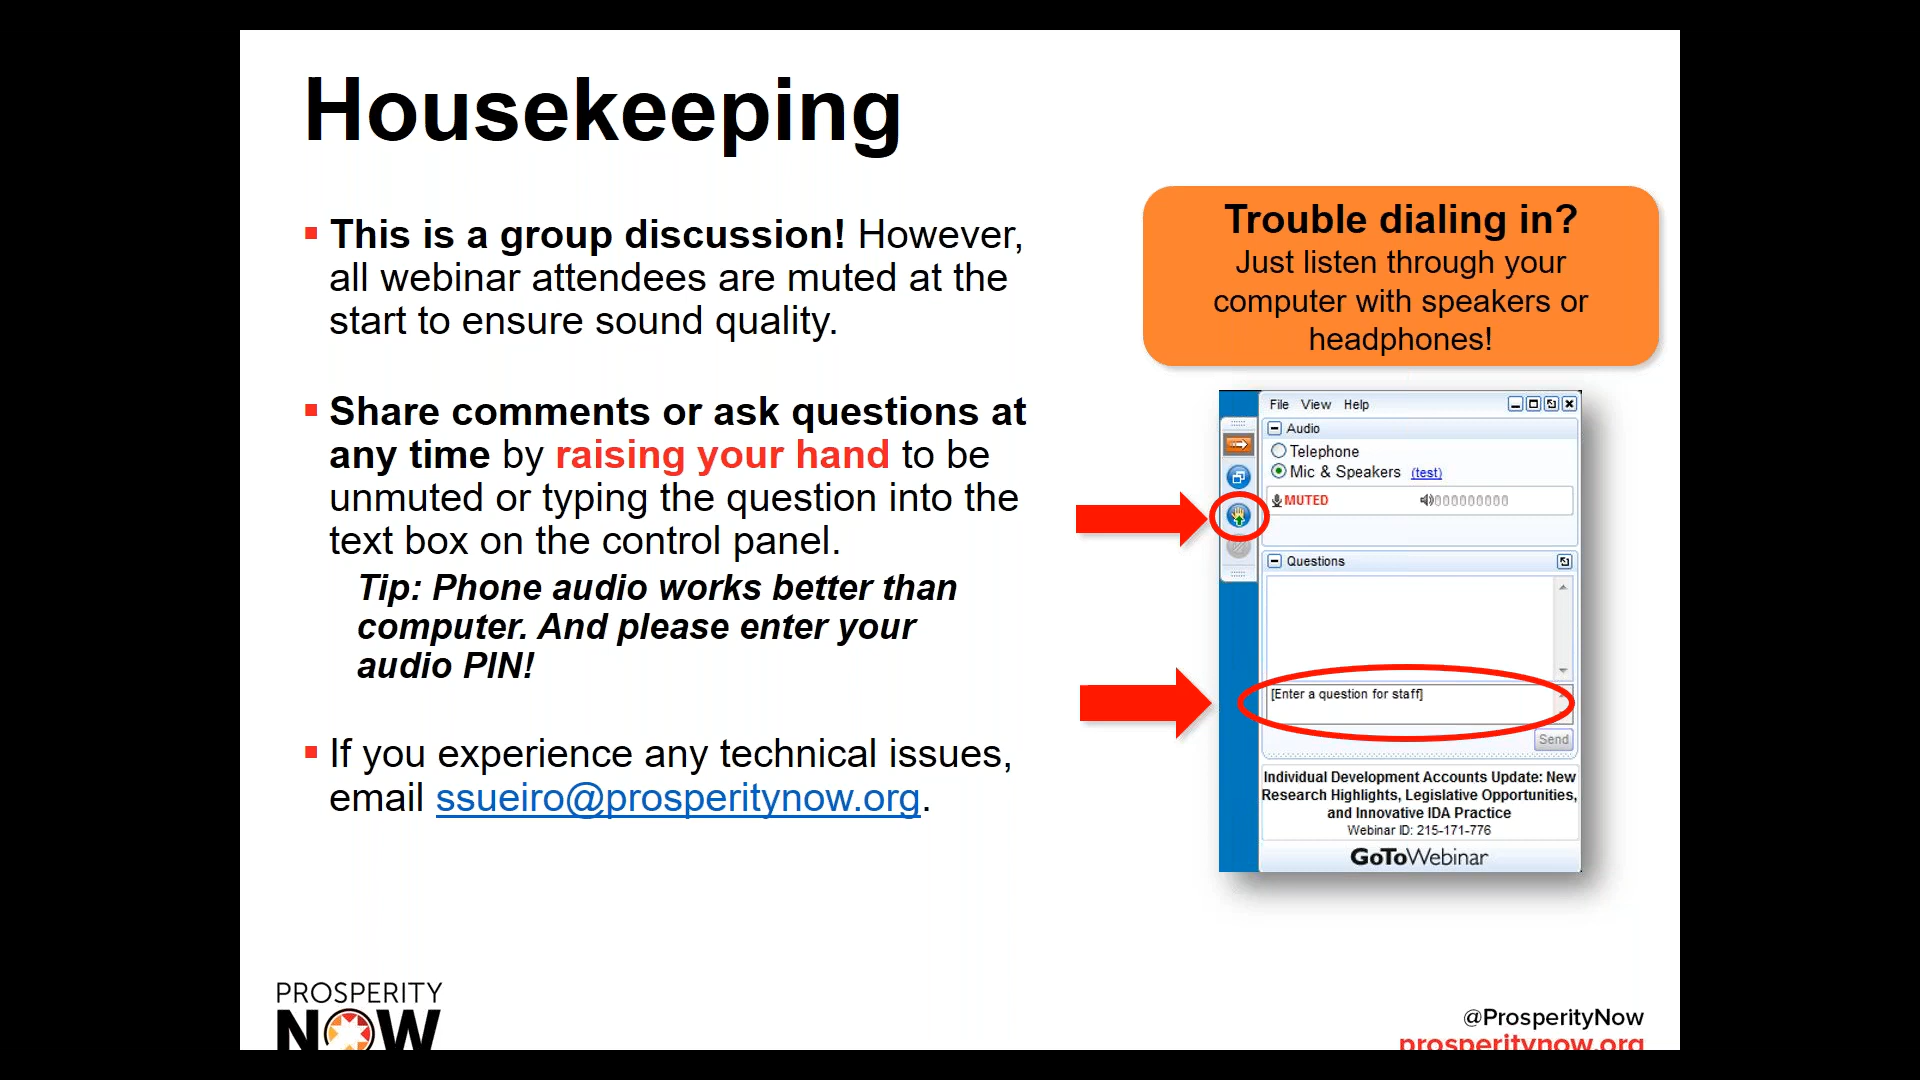 Housekeeping
▪ This is a group discussion! However,
all webinar attendees are muted at the
start to ensure sound quality.
▪ Share comments or ask questions at
any time by raising your hand to be
unmuted or typing the question into the
text box on the control panel.
Tip: Phone audio works better than
computer. And please enter your
audio PIN!
▪ If you experience any technical issues,
email ssueiro@prosperitynow.org.
Trouble dialing in?
Just listen through your
computer with speakers or
headphones!
File View Help
Audio
Telephone
Mic & Speakers (test)
MUTED
Questions
[Enter a question for staff]
Send
Individual Development Accounts Update: New
Research Highlights, Legislative Opportunities,
and Innovative IDA Practice
Webinar ID: 215-171-776
GoToWebinar
PROSPERITY
NOW
@ProsperityNow
prosperitynow.org